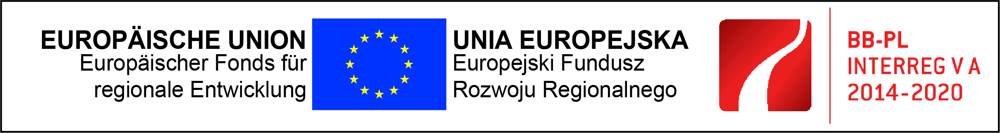 EUROPÄISCHE UNION
Europäischer Fonds für
regionale Entwicklung
UNIA EUROPEJSKA
Europejski Fundusz
Rozwoju Regionalnego
BB-PL
INTERREG V A
2014-2020